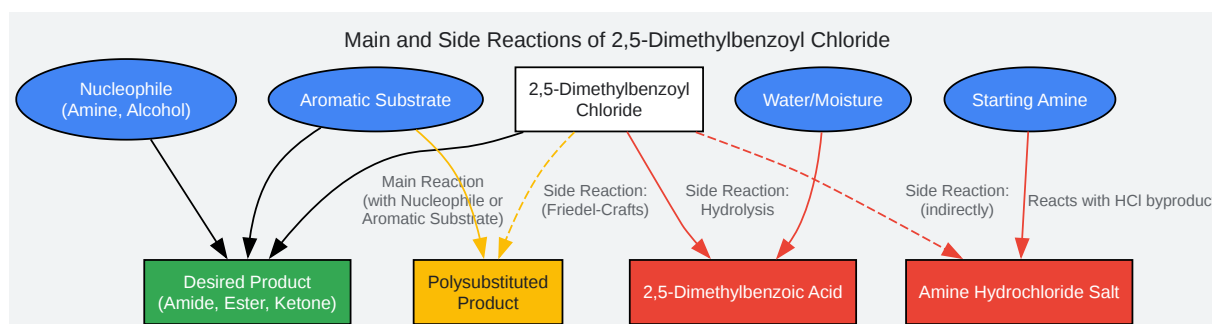 Main and Side Reactions of 2,5-Dimethylbenzoyl Chloride
Nucleophile
(Amine, Alcohol)
Aromatic Substrate
2,5-Dimethylbenzoyl
Chloride
Water/Moisture
Starting Amine
Main Reaction
(with Nucleophile or
Aromatic Substrate)
Side Reaction:
(Friedel-Crafts)
Side Reaction:
Hydrolysis
Side Reaction:
(indirectly)
Reacts with HCl byproduc
Desired Product
(Amide, Ester, Ketone)
Polysubstituted
Product
2,5-Dimethylbenzoic Acid
Amine Hydrochloride Salt